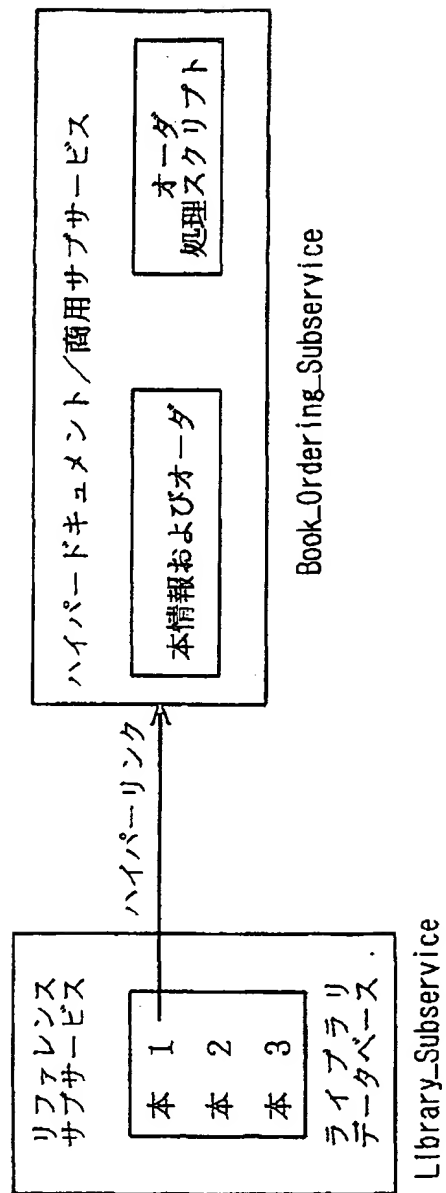 リファレンス
サブサービス
本 1
本 2
本 3
ライブラリ
データベース
Library_Subservice
ハイパーリンク
ハイパードキュメント／商用サブサービス
本情報およびオーダ
オーダ
処理スクリプト
Book_Ordering_Subservice